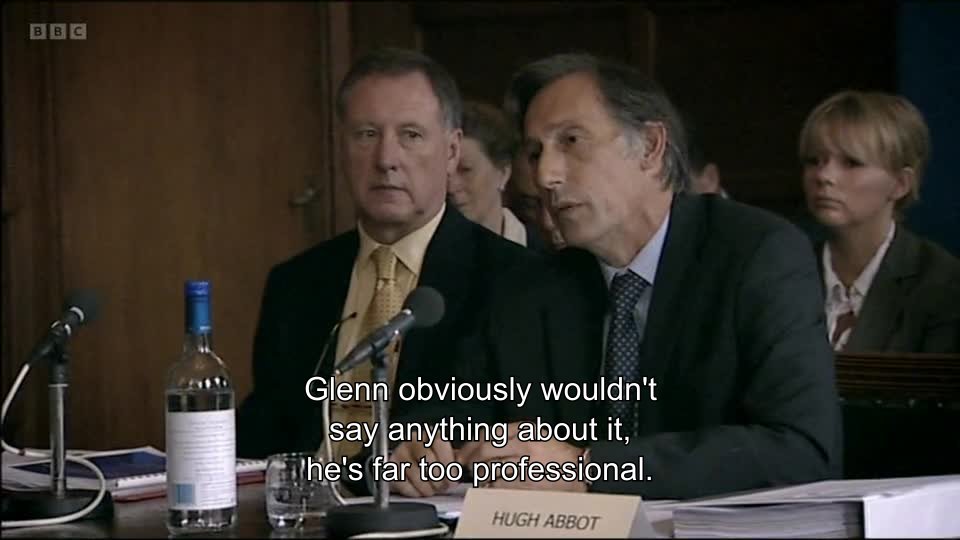 BBC
Glenn obviously wouldn't
say anything about it,
he's far too professional.
HUGH ABBOT